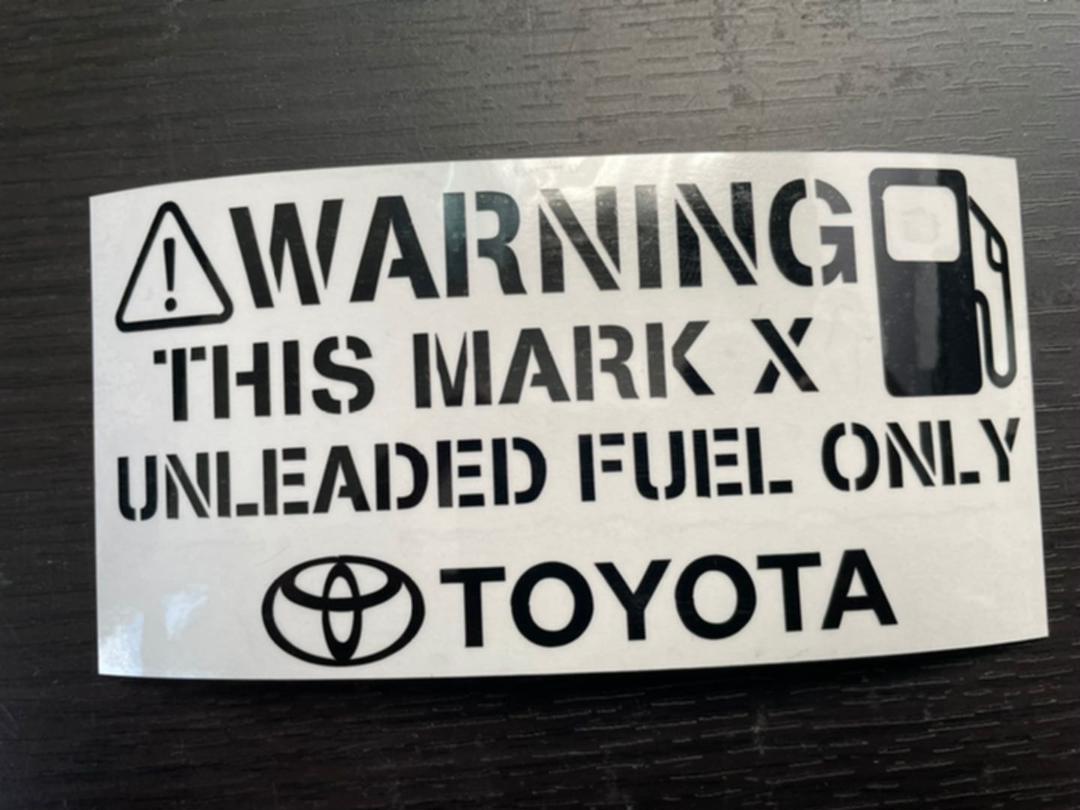 WARNING
THIS MARK X
UNLEADED FUEL ONLY
TOYOTA